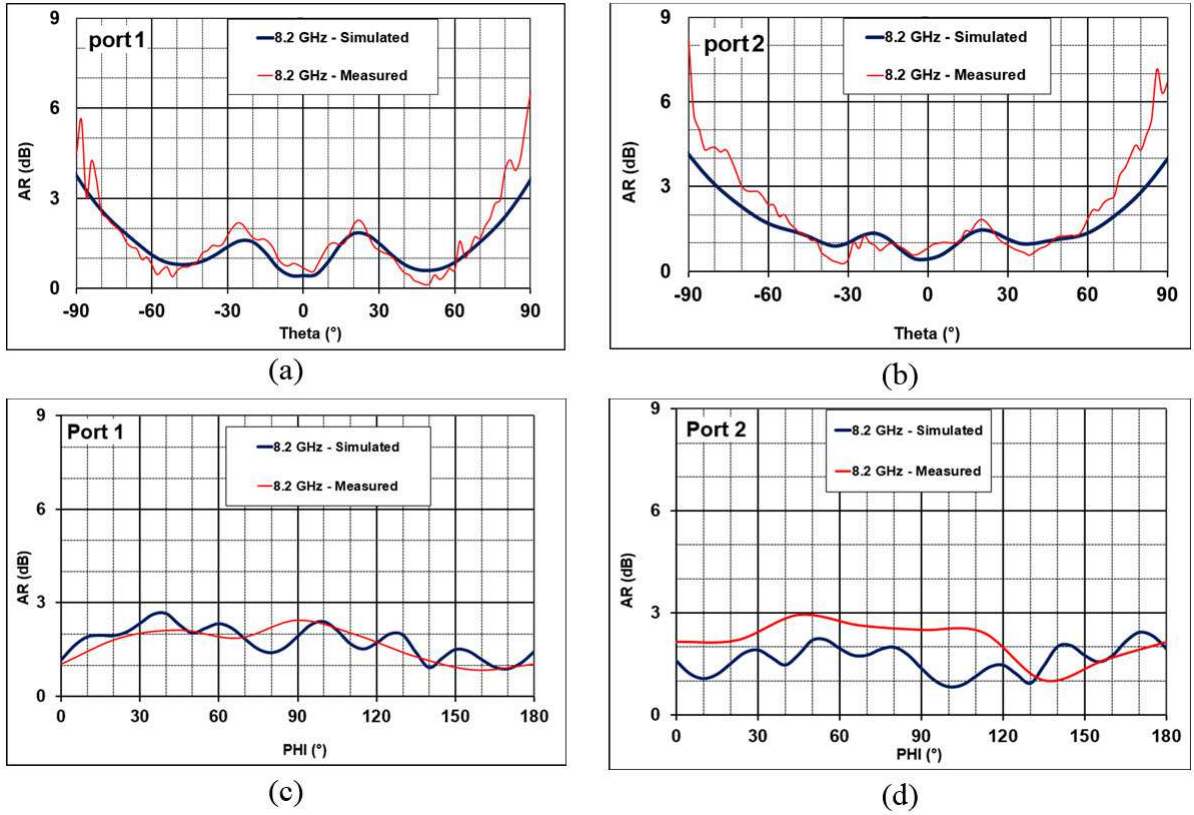 port 1
8.2 GHz - Simulated
8.2 GHz - Measured
AR (dB)
9
6
3
0
-90 -60 -30 0 30 60 90
Theta (°)
(a)
port 2
8.2 GHz - Simulated
8.2 GHz - Measured
AR (dB)
9
6
3
0
-90 -60 -30 0 30 60 90
Theta (°)
(b)
Port 1
8.2 GHz - Simulated
8.2 GHz - Measured
AR (dB)
9
6
3
0
0 30 60 90 120 150 180
PHI (°)
(c)
Port 2
8.2 GHz - Simulated
8.2 GHz - Measured
AR (dB)
9
6
3
0
0 30 60 90 120 150 180
PHI (°)
(d)